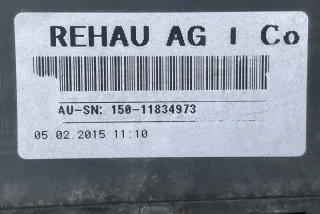 REHAU AG I Co
AU-SN: 150-11834973
05.02.2015 11:10